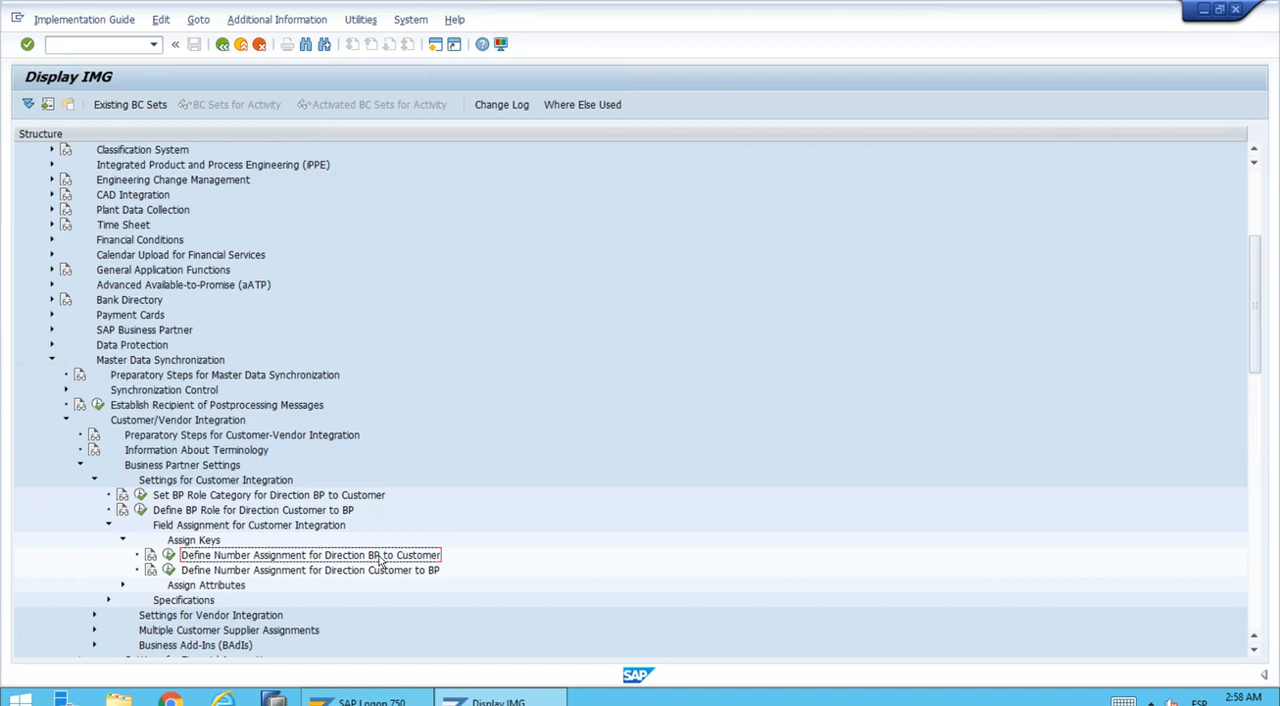 Implementation Guide Edit Goto Additional Information Utilities System Help
Display IMG
Existing BC Sets BC Sets for Activity Activated BC Sets for Activity Change Log Where Else Used
Structure
Classification System
Integrated Product and Process Engineering (iPPE)
Engineering Change Management
CAD Integration
Plant Data Collection
Time Sheet
Financial Conditions
Calendar Upload for Financial Services
General Application Functions
Advanced Available-to-Promise (aATP)
Bank Directory
Payment Cards
SAP Business Partner
Data Protection
Master Data Synchronization
Preparatory Steps for Master Data Synchronization
Synchronization Control
Establish Recipient of Postprocessing Messages
Customer/Vendor Integration
Preparatory Steps for Customer-Vendor Integration
Information About Terminology
Business Partner Settings
Settings for Customer Integration
Set BP Role Category for Direction BP to Customer
Define BP Role for Direction Customer to BP
Field Assignment for Customer Integration
Assign Keys
Define Number Assignment for Direction BP to Customer
Define Number Assignment for Direction Customer to BP
Assign Attributes
Specifications
Settings for Vendor Integration
Multiple Customer Supplier Assignments
Business Add-Ins (BAdIs)
SAP
SAP Logon 750 Display IMG ESP 2:58 AM